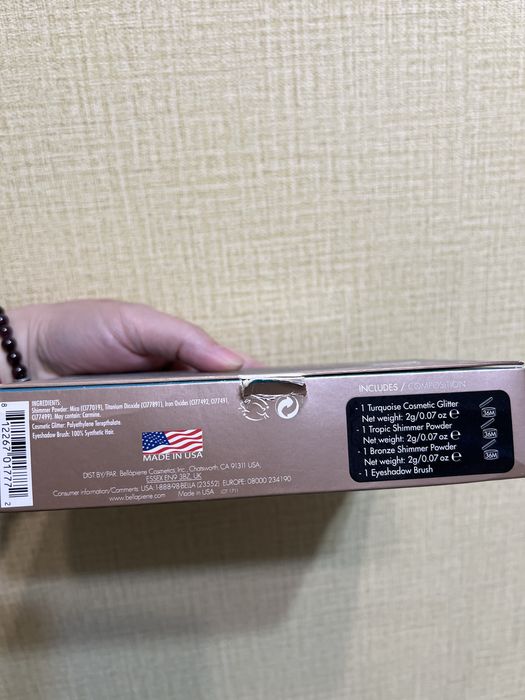 INGREDIENTS:
Shimmer Powder: Mica (CI77019), Titanium Dioxide (CI77891), Iron Oxides (CI77492, CI77491,
CI77499). May contain: Carmine.
Cosmetic Glitter: Polyethylene Terepthalate.
Eyeshadow Brush: 100% Synthetic Hair.
MADE IN USA
DIST. BY/PAR. Bellápierre Cosmetics, Inc., Chatsworth, CA 91311 USA,
ESSEX EN9 3BZ, UK
Consumer information/Comments: USA: 1-888-98-BELLA (23552) EUROPE: 08000 234190
www.bellapierre.com Made in USA
INCLUDES / COMPOSITION
· 1 Turquoise Cosmetic Glitter
Net weight: 2g/0.07 oz e 36M
· 1 Tropic Shimmer Powder
Net weight: 2g/0.07 oz e 36M
· 1 Bronze Shimmer Powder
Net weight: 2g/0.07 oz e 36M
· 1 Eyeshadow Brush
8 12267 01777 2